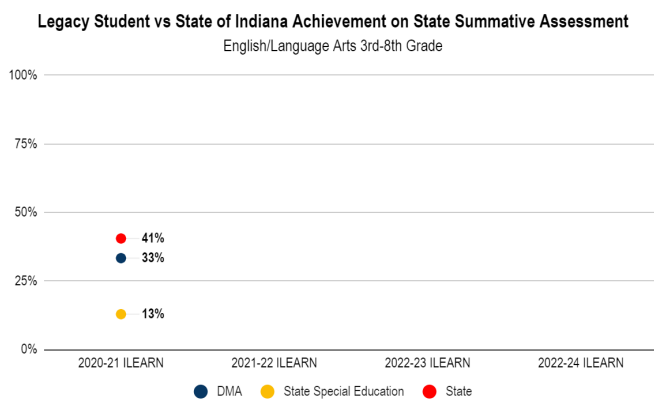 Legacy Student vs State of Indiana Achievement on State Summative Assessment
English/Language Arts 3rd-8th Grade
100%
75%
50%
41%
33%
25%
13%
0%
2020-21 ILEARN 2021-22 ILEARN 2022-23 ILEARN 2022-24 ILEARN
DMA State Special Education State